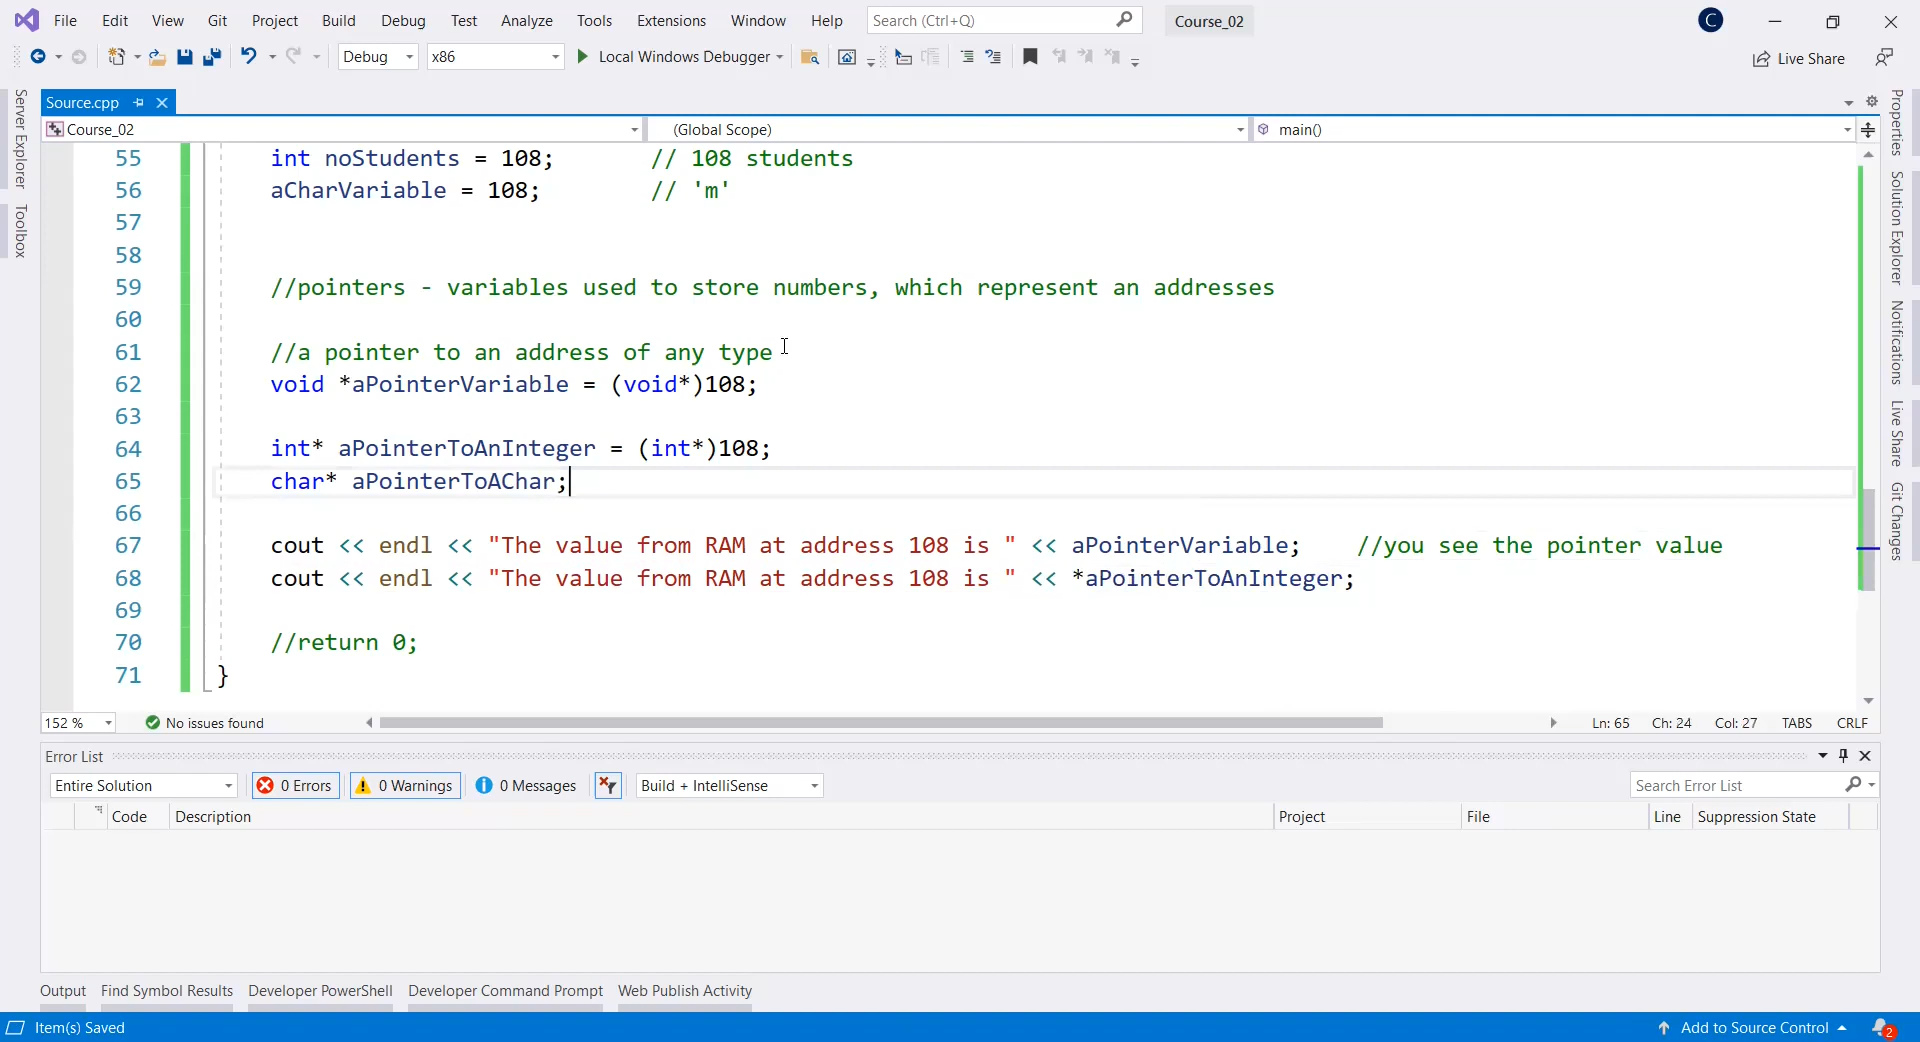 File Edit View Git Project Build Debug Test Analyze Tools Extensions Window Help Search (Ctrl+Q) Course_02 C
Debug x86 Local Windows Debugger Live Share
Source.cpp
Course_02 (Global Scope) main()
55 int noStudents = 108; // 108 students
56 aCharVariable = 108; // 'm'
57
58
59 //pointers - variables used to store numbers, which represent an addresses
60
61 //a pointer to an address of any type
62 void *aPointerVariable = (void*)108;
63
64 int* aPointerToAnInteger = (int*)108;
65 char* aPointerToAChar;
66
67 cout << endl << "The value from RAM at address 108 is " << aPointerVariable; //you see the pointer value
68 cout << endl << "The value from RAM at address 108 is " << *aPointerToAnInteger;
69
70 //return 0;
71 }
152 % No issues found Ln: 65 Ch: 24 Col: 27 TABS CRLF
Server Explorer
Toolbox
Properties
Solution Explorer
Notifications
Live Share
Git Changes
Error List
Entire Solution 0 Errors 0 Warnings 0 Messages Build + IntelliSense Search Error List
Code Description Project File Line Suppression State
Output Find Symbol Results Developer PowerShell Developer Command Prompt Web Publish Activity
Item(s) Saved Add to Source Control 2